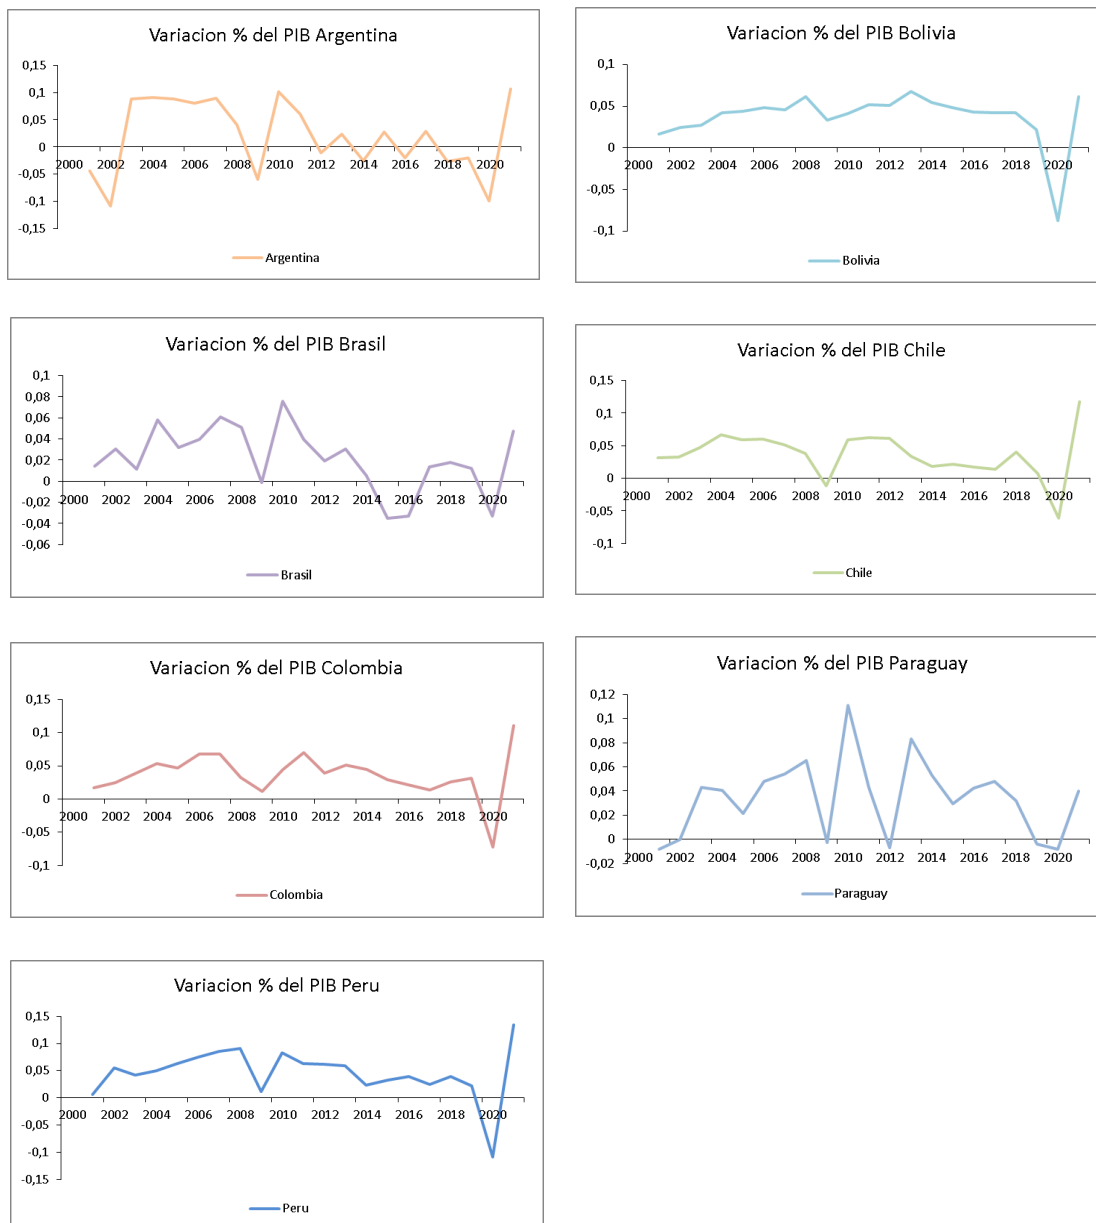 Variacion % del PIB Argentina
0,15
0,1
0,05
0
-0,05
-0,1
-0,15
2000 2002 2004 2006 2008 2010 2012 2014 2016 2018 2020
Argentina
Variacion % del PIB Bolivia
0,1
0,05
0
-0,05
-0,1
2000 2002 2004 2006 2008 2010 2012 2014 2016 2018 2020
Bolivia
Variacion % del PIB Brasil
0,1
0,08
0,06
0,04
0,02
0
-0,02
-0,04
-0,06
2000 2002 2004 2006 2008 2010 2012 2014 2016 2018 2020
Brasil
Variacion % del PIB Chile
0,15
0,1
0,05
0
-0,05
-0,1
2000 2002 2004 2006 2008 2010 2012 2014 2016 2018 2020
Chile
Variacion % del PIB Colombia
0,15
0,1
0,05
0
-0,05
-0,1
2000 2002 2004 2006 2008 2010 2012 2014 2016 2018 2020
Colombia
Variacion % del PIB Paraguay
0,12
0,1
0,08
0,06
0,04
0,02
0
-0,02
2000 2002 2004 2006 2008 2010 2012 2014 2016 2018 2020
Paraguay
Variacion % del PIB Peru
0,15
0,1
0,05
0
-0,05
-0,1
-0,15
2000 2002 2004 2006 2008 2010 2012 2014 2016 2018 2020
Peru